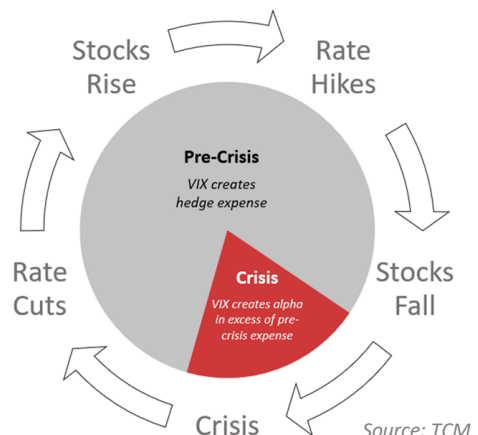 Stocks
Rise
Rate
Hikes
Pre-Crisis
VIX creates
hedge expense
Rate
Cuts
Crisis
VIX creates alpha
in excess of pre-
crisis expense
Stocks
Fall
Crisis
Source: TCM